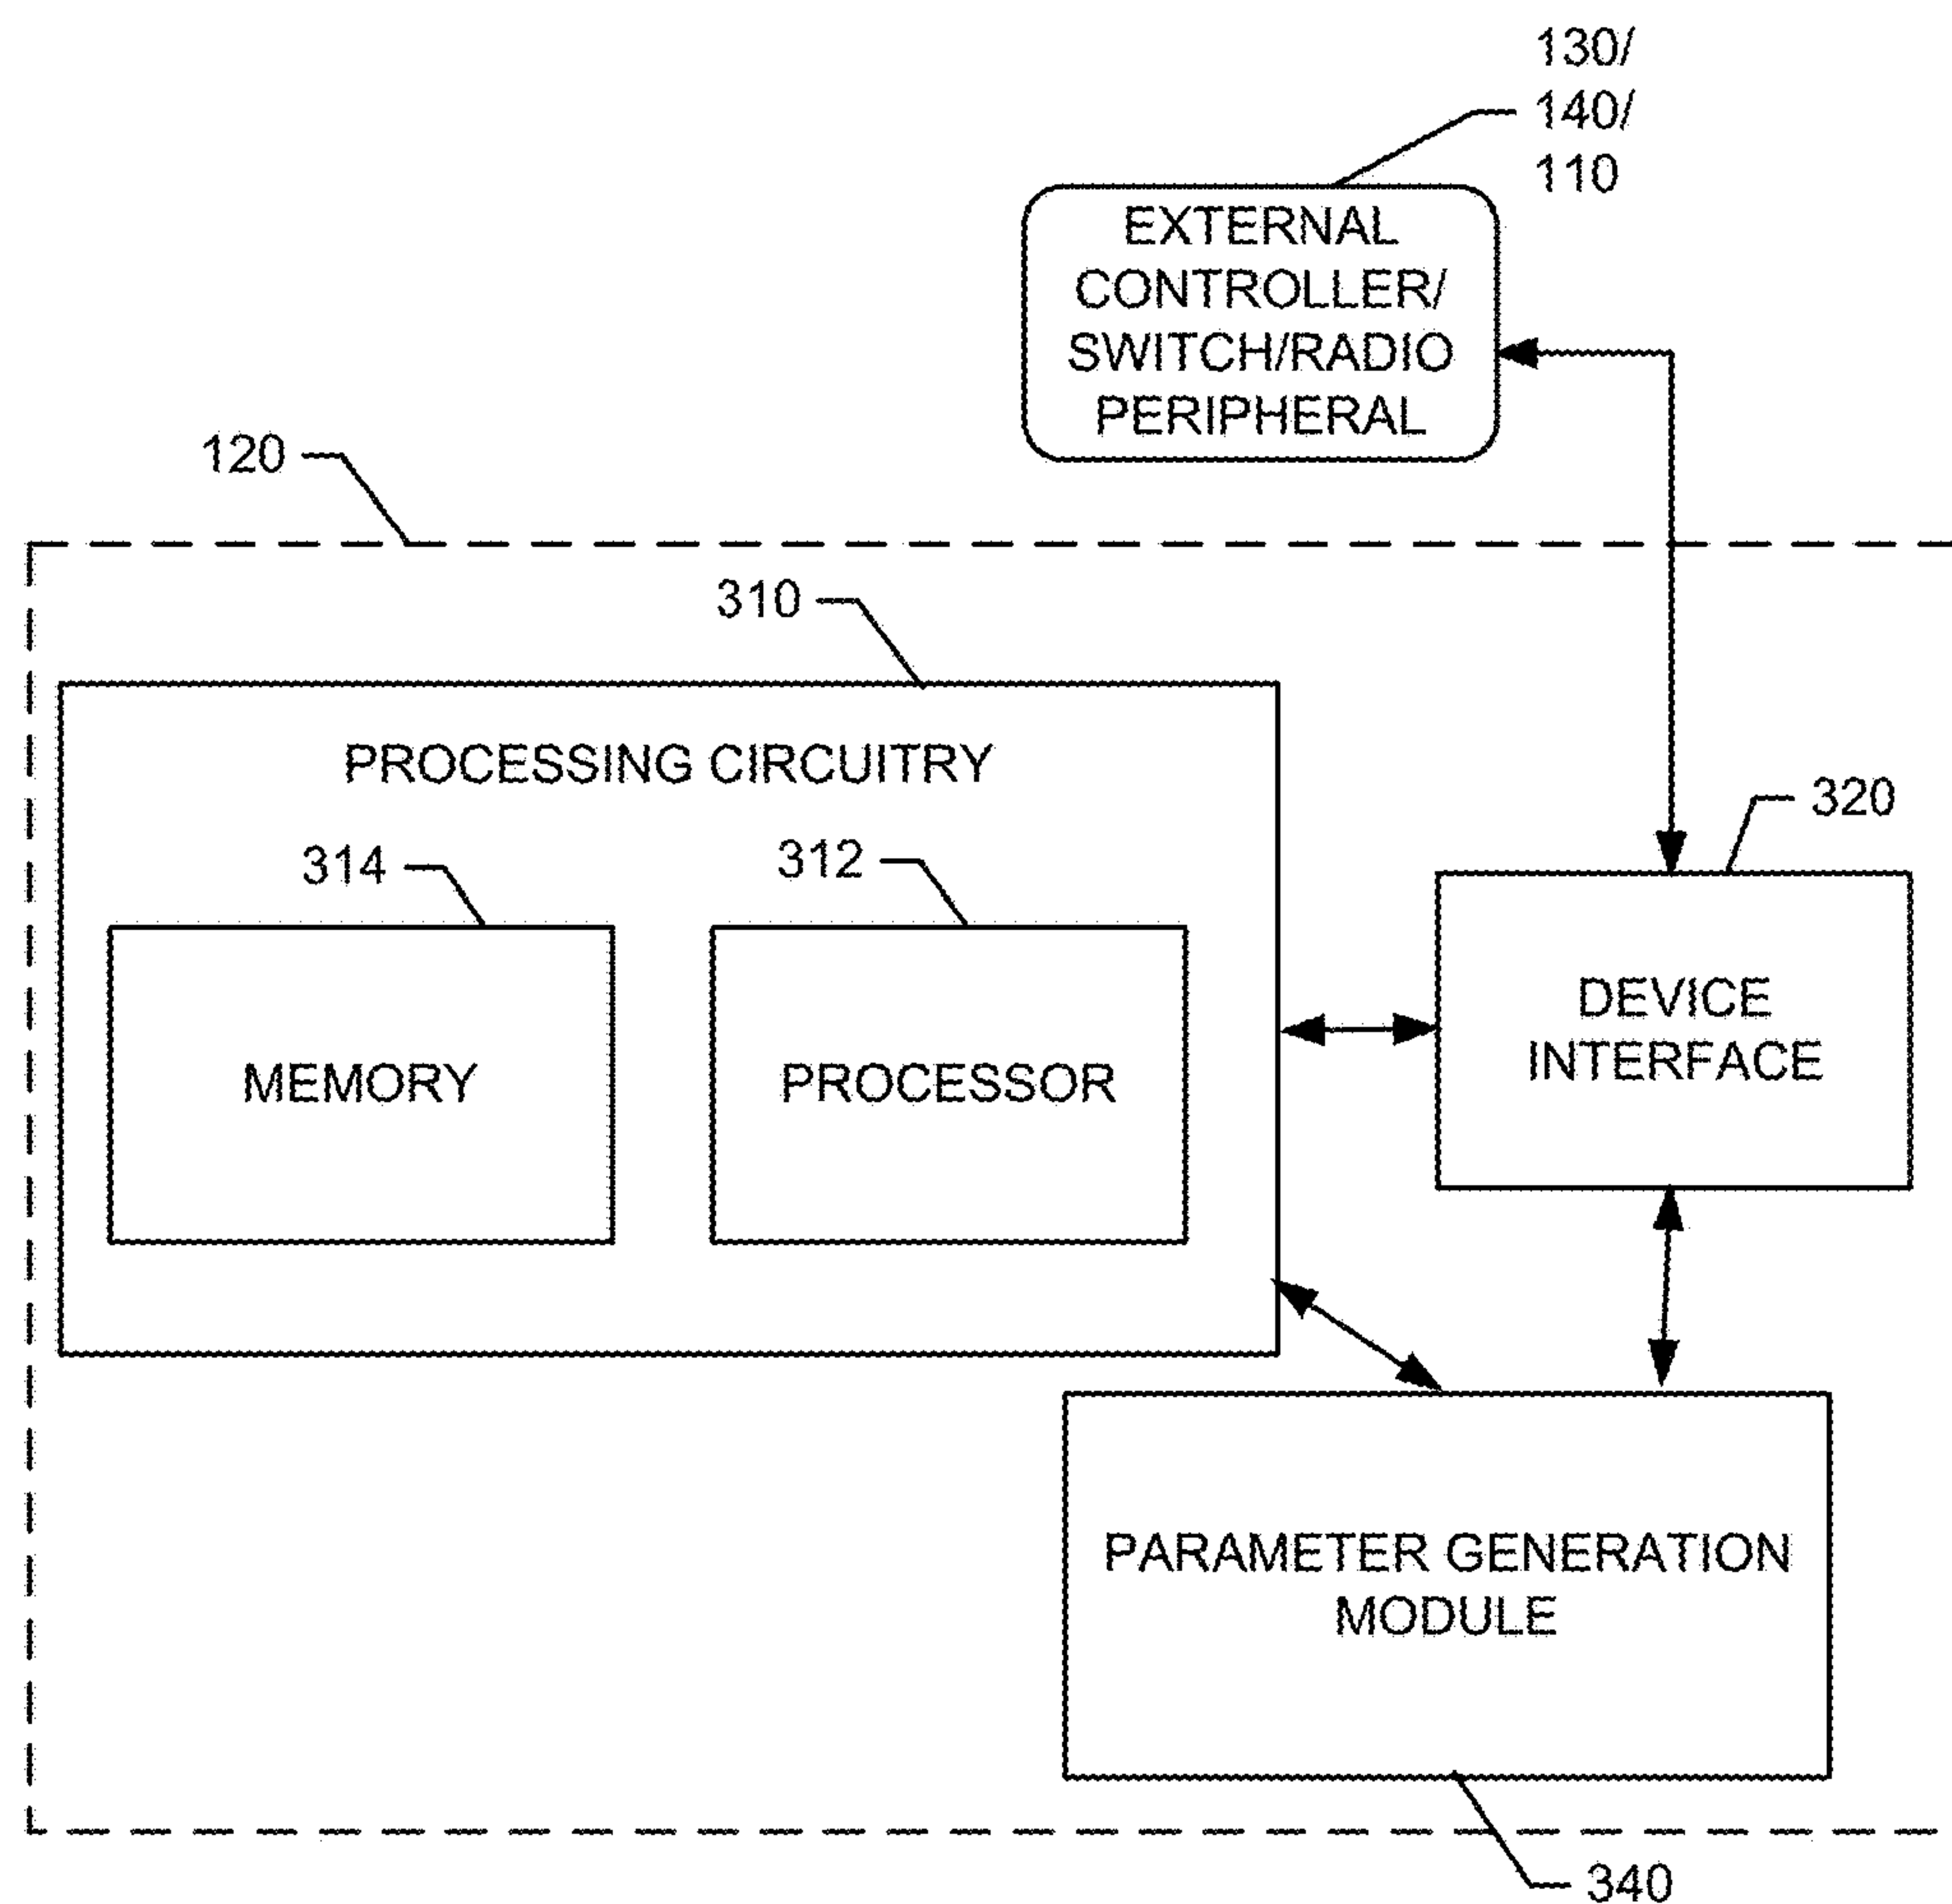 130/
140/
110
EXTERNAL
CONTROLLER/
SWITCH/RADIO
PERIPHERAL
120
310
PROCESSING CIRCUITRY
320
314
312
MEMORY
PROCESSOR
DEVICE
INTERFACE
PARAMETER GENERATION
MODULE
340